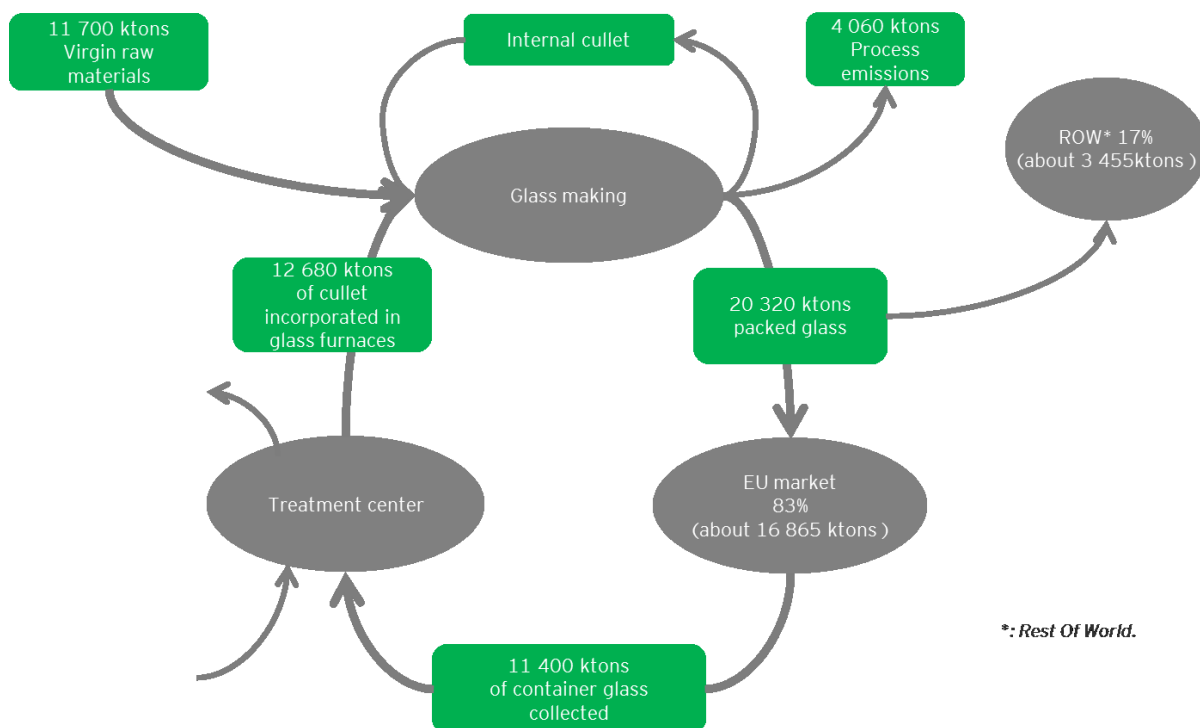 11 700 ktons
Virgin raw
materials
Internal cullet
4 060 ktons
Process
emissions
ROW* 17%
(about 3 455ktons )
Glass making
12 680 ktons
of cullet
incorporated in
glass furnaces
20 320 ktons
packed glass
Treatment center
EU market
83%
(about 16 865 ktons )
*: Rest Of World.
11 400 ktons
of container glass
collected